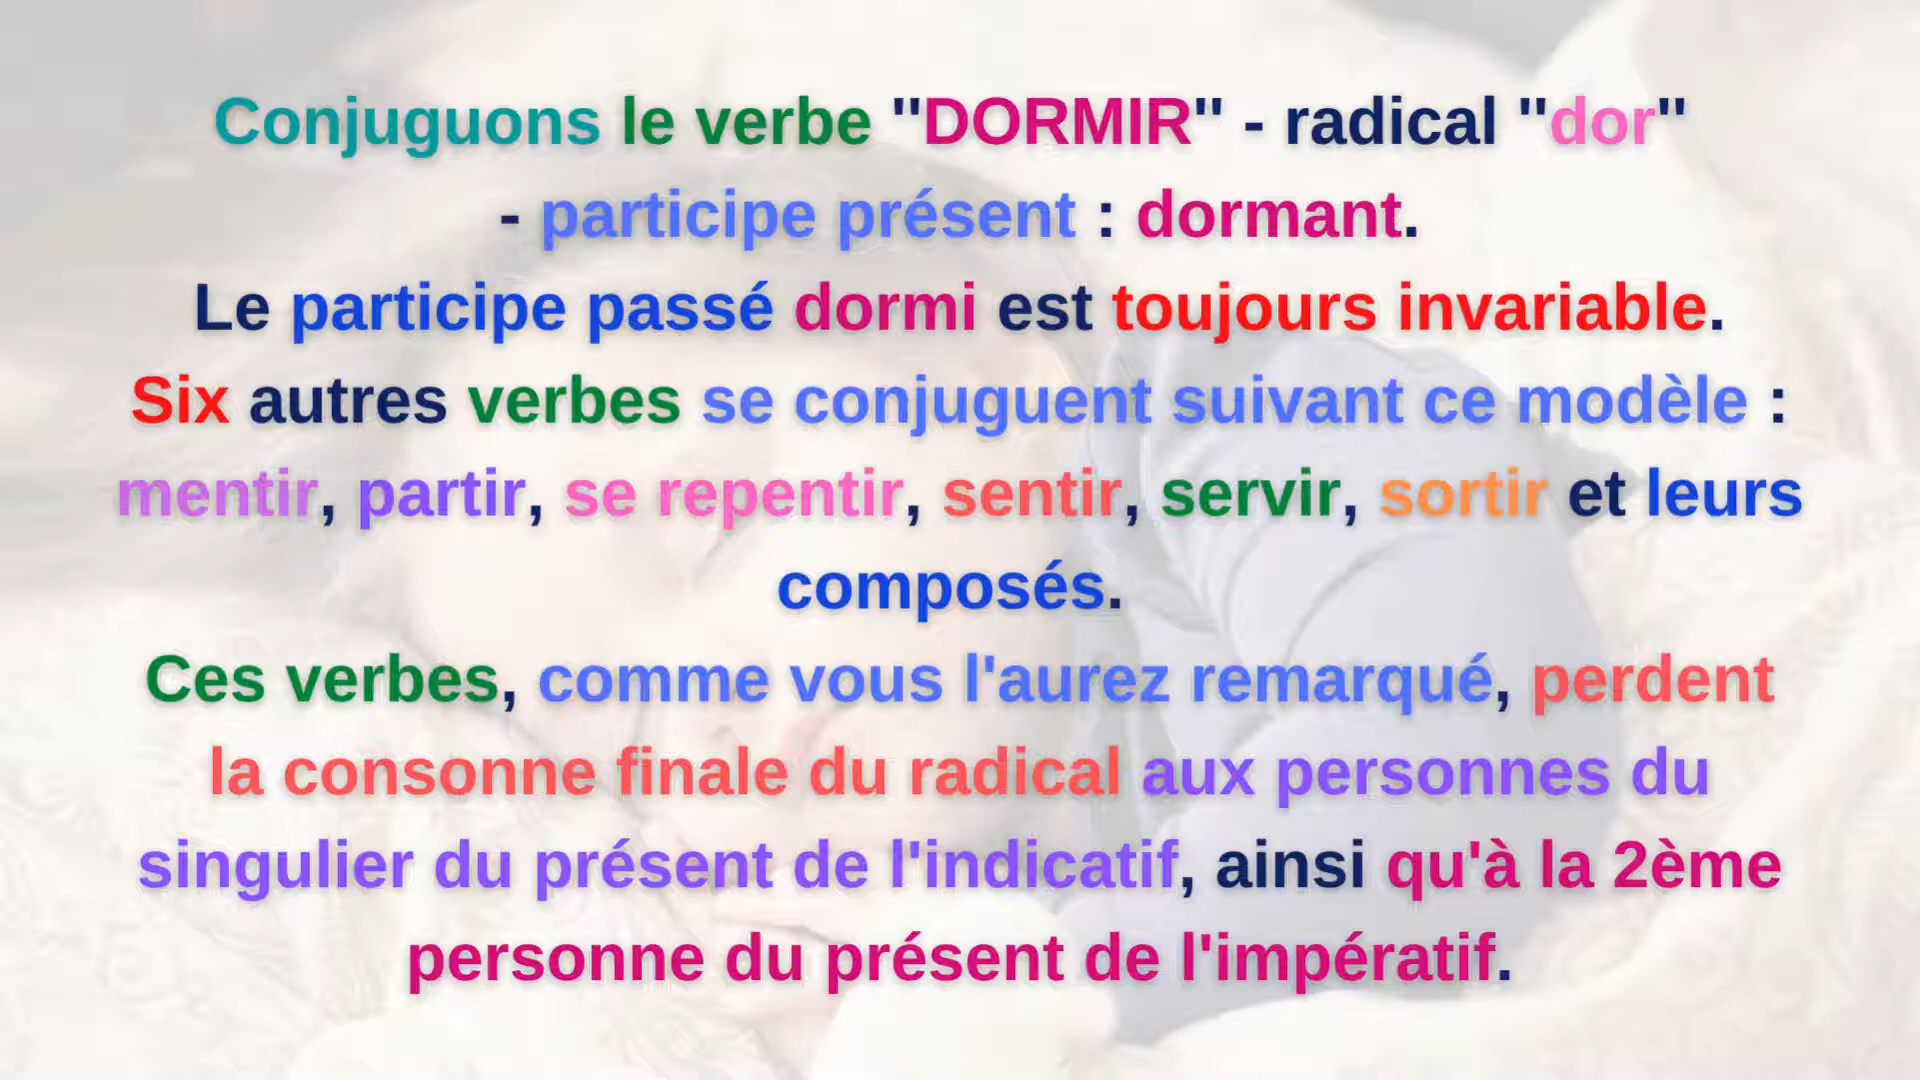 Conjuguons le verbe "DORMIR" - radical "dor"
- participe présent : dormant.
Le participe passé dormi est toujours invariable.
Six autres verbes se conjuguent suivant ce modèle :
mentir, partir, se repentir, sentir, servir, sortir et leurs
composés.
Ces verbes, comme vous l'aurez remarqué, perdent
la consonne finale du radical aux personnes du
singulier du présent de l'indicatif, ainsi qu'à la 2ème
personne du présent de l'impératif.